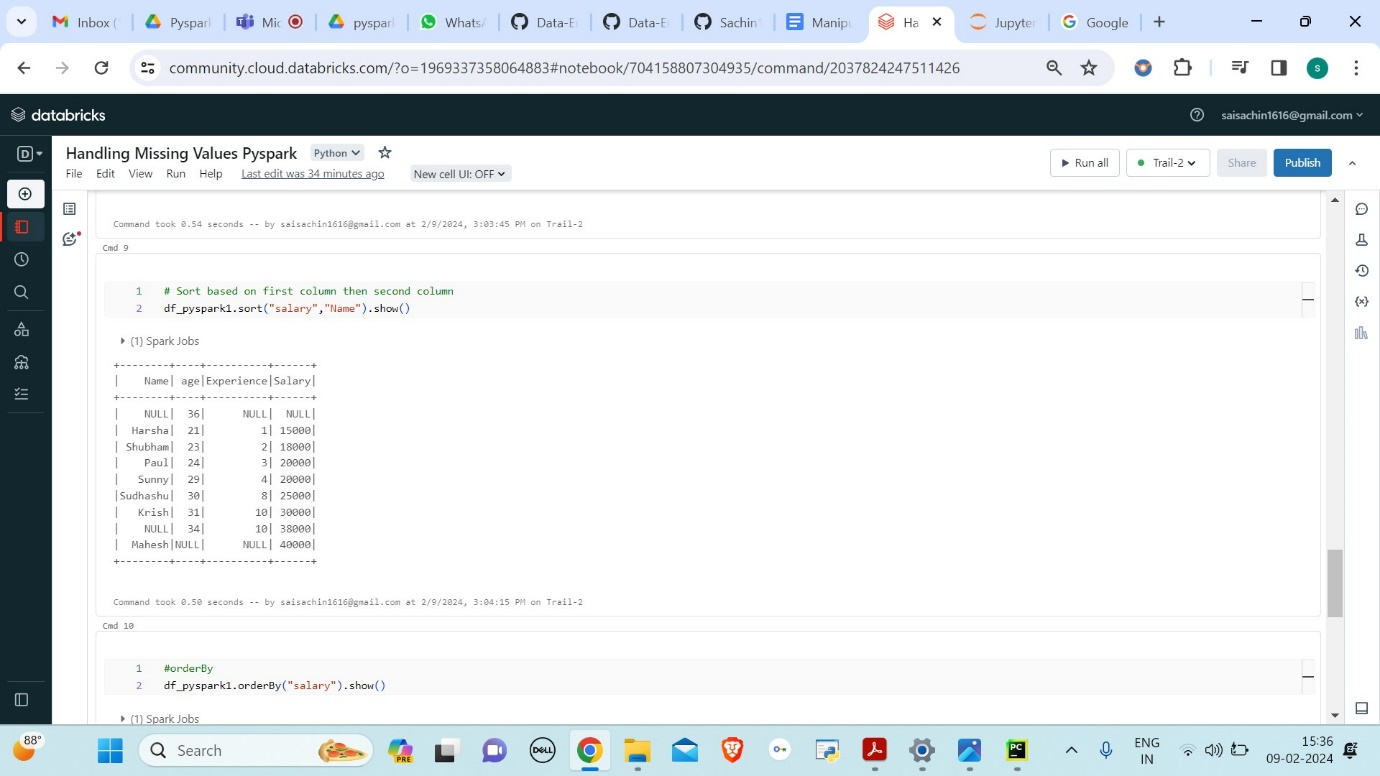 Inbox (
Pyspark
Mic
pyspark
WhatsA
Data-E
Data-E
Sachin
Manipu
Ha
Jupyter
Google
community.cloud.databricks.com/?o=1969337358064883#notebook/704158807304935/command/2037824247511426
S
databricks
saisachin1616@gmail.com
D
Handling Missing Values Pyspark Python
Run all
Trail-2
Share
Publish
File Edit View Run Help Last edit was 34 minutes ago New cell UI: OFF
Command took 0.54 seconds -- by saisachin1616@gmail.com at 2/9/2024, 3:03:45 PM on Trail-2
Cmd 9
1 # Sort based on first column then second column
2 df_pyspark1.sort("salary","Name").show()
(1) Spark Jobs
+--------+----+----------+------+
|    Name| age|Experience|Salary|
+--------+----+----------+------+
|    NULL|  36|      NULL|  NULL|
|  Harsha|  21|         1| 15000|
| Shubham|  23|         2| 18000|
|    Paul|  24|         3| 20000|
|   Sunny|  29|         4| 20000|
|Sudhashu|  30|         8| 25000|
|   Krish|  31|        10| 30000|
|    NULL|  34|        10| 38000|
|  Mahesh|NULL|      NULL| 40000|
+--------+----+----------+------+
Command took 0.50 seconds -- by saisachin1616@gmail.com at 2/9/2024, 3:04:15 PM on Trail-2
Cmd 10
1 #orderBy
2 df_pyspark1.orderBy("salary").show()
(1) Spark Jobs
88°
Search
PRE
DELL
PC
ENG
IN
15:36
09-02-2024